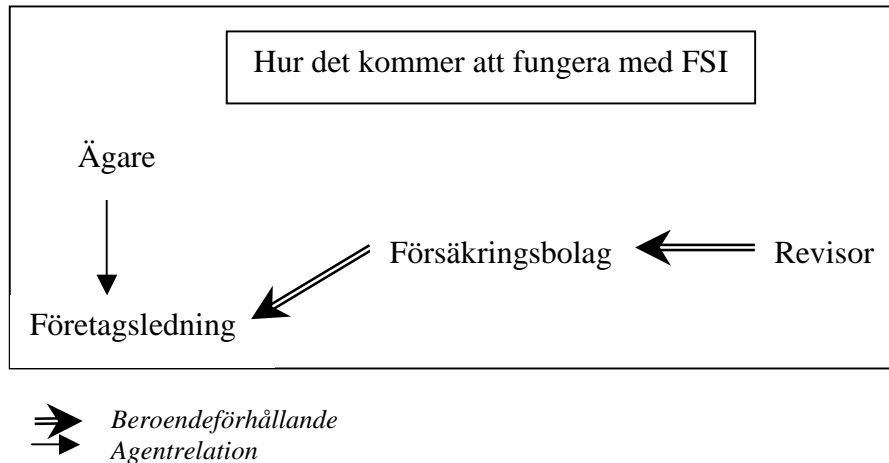 Hur det kommer att fungera med FSI
Ägare
Försäkringsbolag
Revisor
Företagsledning
Beroendeförhållande
Agentrelation